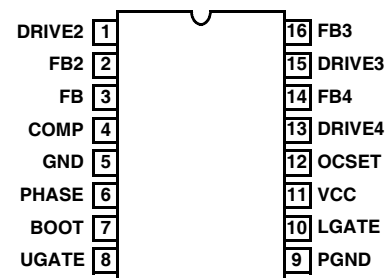 DRIVE2 1 16 FB3
FB2 2 15 DRIVE3
FB 3 14 FB4
COMP 4 13 DRIVE4
GND 5 12 OCSET
PHASE 6 11 VCC
BOOT 7 10 LGATE
UGATE 8 9 PGND